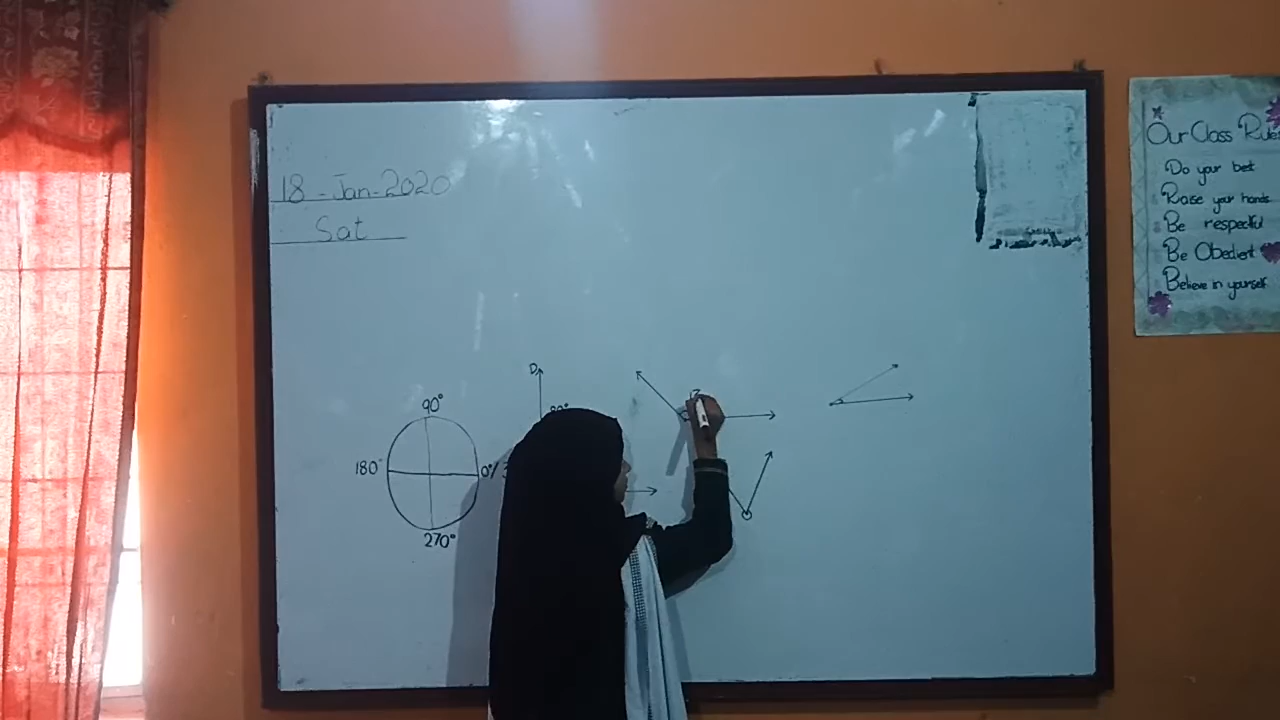 18-Jan-2020
Sat
90°
180°
0°/
270°
D
Our Class
Do your best
Raise your hands
Be respectful
Be Obedient
Believe in yourself